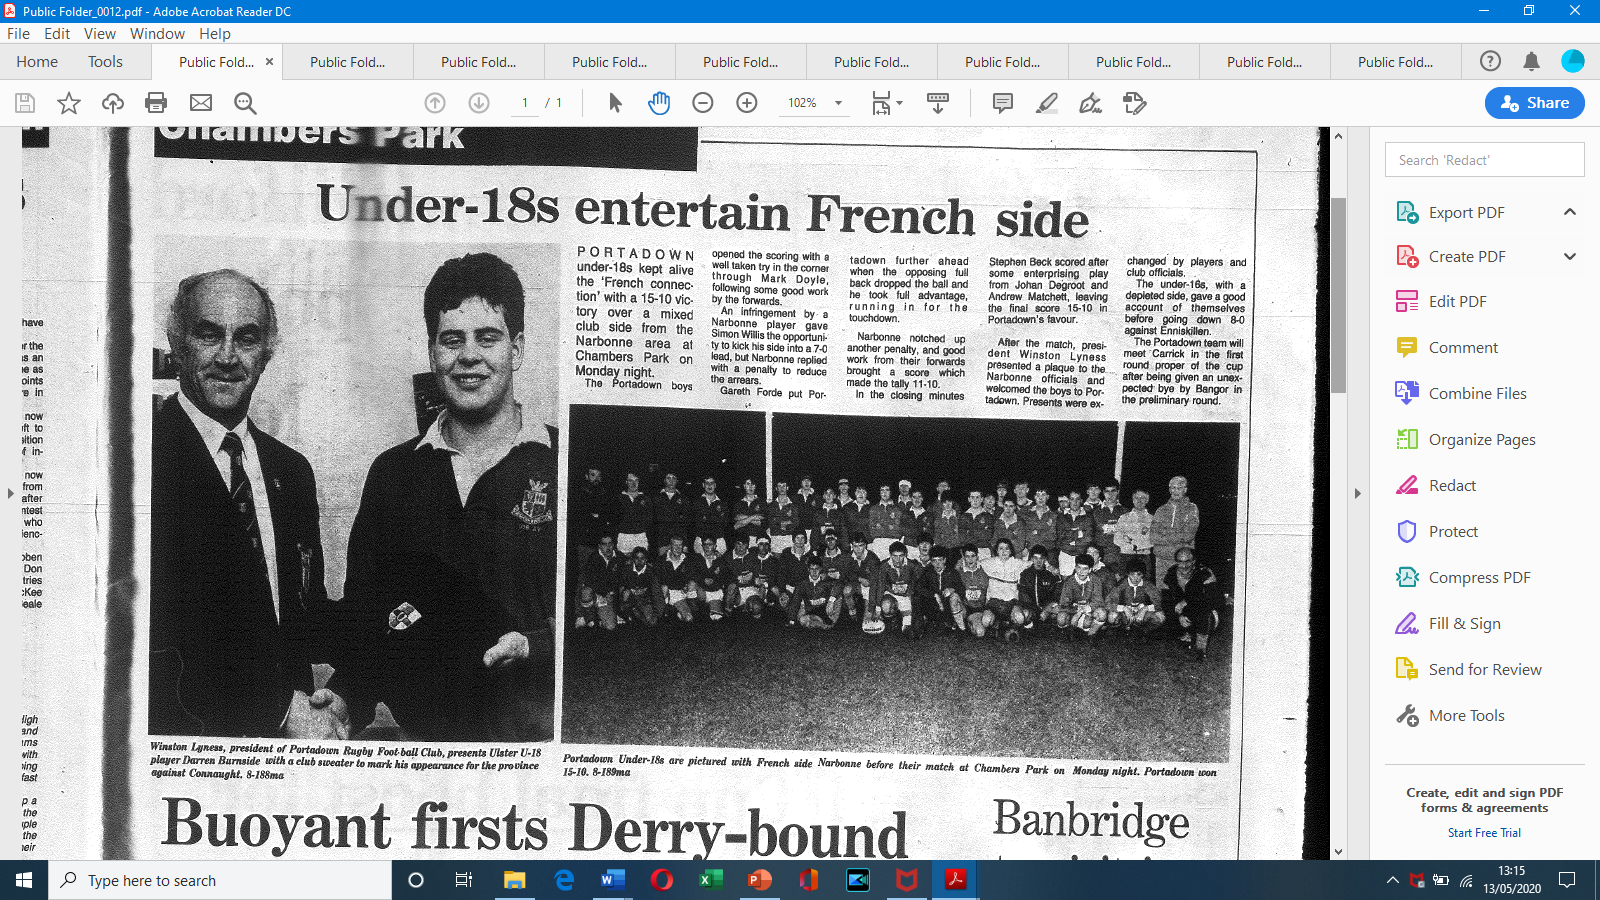 Public Folder_0012.pdf - Adobe Acrobat Reader DC
File Edit View Window Help
Home Tools Public Fold... Public Fold... Public Fold... Public Fold... Public Fold... Public Fold... Public Fold... Public Fold... Public Fold... Public Fold...
1 / 1 102% Share
Chambers Park
Under-18s entertain French side
PORTADOWN
under-18s kept alive
the 'French connec-
tion' with a 15-10 vic-
tory over a mixed
club side from the
Narbonne area at
Chambers Park on
Monday night.
The Portadown boys
opened the scoring with a
well taken try in the corner
through Mark Doyle,
following some good work
by the forwards.
An infringement by a
Narbonne player gave
Simon Willis the opportuni-
ty to kick his side into a 7-0
lead, but Narbonne replied
with a penalty to reduce
the arrears.
Gareth Forde put Por-
tadown further ahead
when the opposing full
back dropped the ball and
he took full advantage,
running in for the
touchdown.
Narbonne notched up
another penalty, and good
work from their forwards
brought a score which
made the tally 11-10.
In the closing minutes
Stephen Beck scored after
some enterprising play
from Johan Degroot and
Andrew Matchett, leaving
the final score 15-10 in
Portadown's favour.
After the match, presi-
dent Winston Lyness
presented a plaque to the
Narbonne officials and
welcomed the boys to Por-
tadown. Presents were ex-
changed by players and
club officials.
The under-16s, with a
depleted side, gave a good
account of themselves
before going down 8-0
against Enniskillen.
The Portadown team will
meet Carrick in the first
round proper of the cup
after being given an unex-
pected bye by Bangor in
the preliminary round.
Winston Lyness, president of Portadown Rugby Foot-ball Club, presents Ulster U-18
player Darren Burnside with a club sweater to mark his appearance for the province
against Connaught. 8-188ma
Portadown Under-18s are pictured with French side Narbonne before their match at Chambers Park on Monday night. Portadown won
15-10. 8-189ma
Buoyant firsts Derry-bound
Banbridge
Search 'Redact'
Export PDF
Create PDF
Edit PDF
Comment
Combine Files
Organize Pages
Redact
Protect
Compress PDF
Fill & Sign
Send for Review
More Tools
Create, edit and sign PDF
forms & agreements
Start Free Trial
Type here to search
13:15
13/05/2020